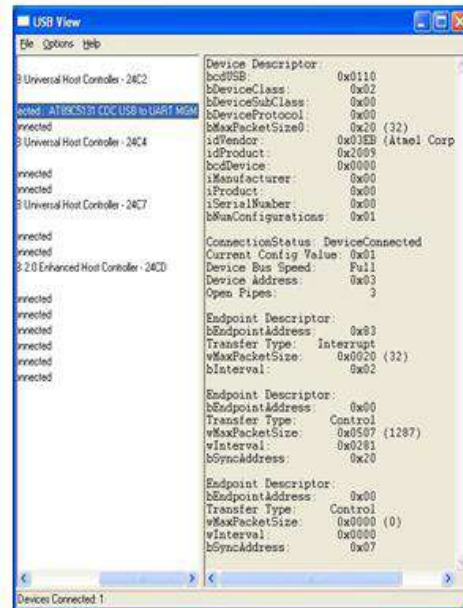 USB View
File Options Help
B Universal Host Controller - 24C2
ected : AT89C5131 CDC USB to UART MGM
nnected
B Universal Host Controller - 24C4
nnected
nnected
B Universal Host Controller - 24C7
nnected
nnected
B 2.0 Enhanced Host Controller - 24CD
nnected
nnected
nnected
nnected
nnected
nnected
Device Descriptor:
bcdUSB: 0x0110
bDeviceClass: 0x02
bDeviceSubClass: 0x00
bDeviceProtocol: 0x00
bMaxPacketSize0: 0x20 (32)
idVendor: 0x03EB (Atmel Corp
idProduct: 0x2009
bcdDevice: 0x0000
iManufacturer: 0x00
iProduct: 0x00
iSerialNumber: 0x00
bNumConfigurations: 0x01
ConnectionStatus: DeviceConnected
Current Config Value: 0x01
Device Bus Speed: Full
Device Address: 0x03
Open Pipes: 3
Endpoint Descriptor:
bEndpointAddress: 0x83
Transfer Type: Interrupt
wMaxPacketSize: 0x0020 (32)
bInterval: 0x02
Endpoint Descriptor:
bEndpointAddress: 0x00
Transfer Type: Control
wMaxPacketSize: 0x0507 (1287)
wInterval: 0x0281
bSyncAddress: 0x20
Endpoint Descriptor:
bEndpointAddress: 0x00
Transfer Type: Control
wMaxPacketSize: 0x0000 (0)
wInterval: 0x0000
bSyncAddress: 0x07
Devices Connected: 1